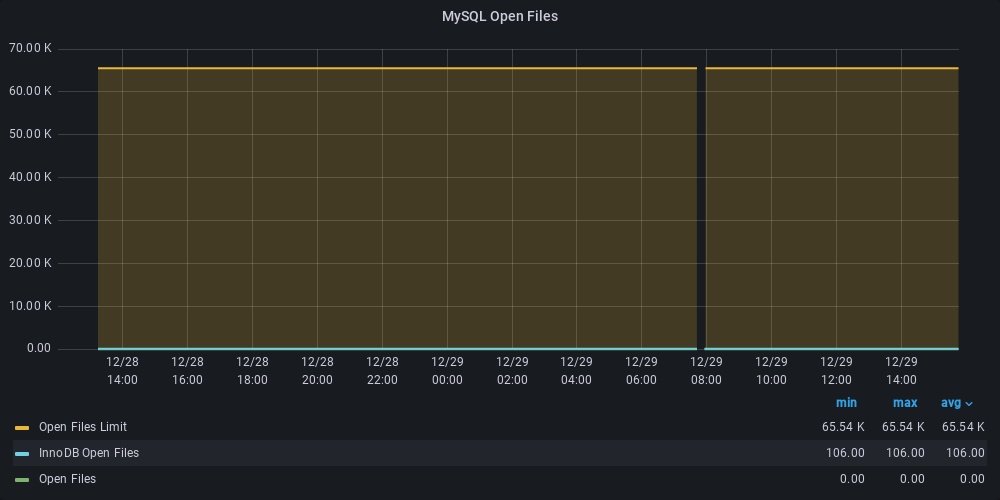 MySQL Open Files
70.00 K
60.00 K
50.00 K
40.00 K
30.00 K
20.00 K
10.00 K
0.00
12/28 12/28 12/28 12/28 12/28 12/29 12/29 12/29 12/29 12/29 12/29 12/29 12/29
14:00 16:00 18:00 20:00 22:00 00:00 02:00 04:00 06:00 08:00 10:00 12:00 14:00
min max avg
Open Files Limit 65.54 K 65.54 K 65.54 K
InnoDB Open Files 106.00 106.00 106.00
Open Files 0.00 0.00 0.00